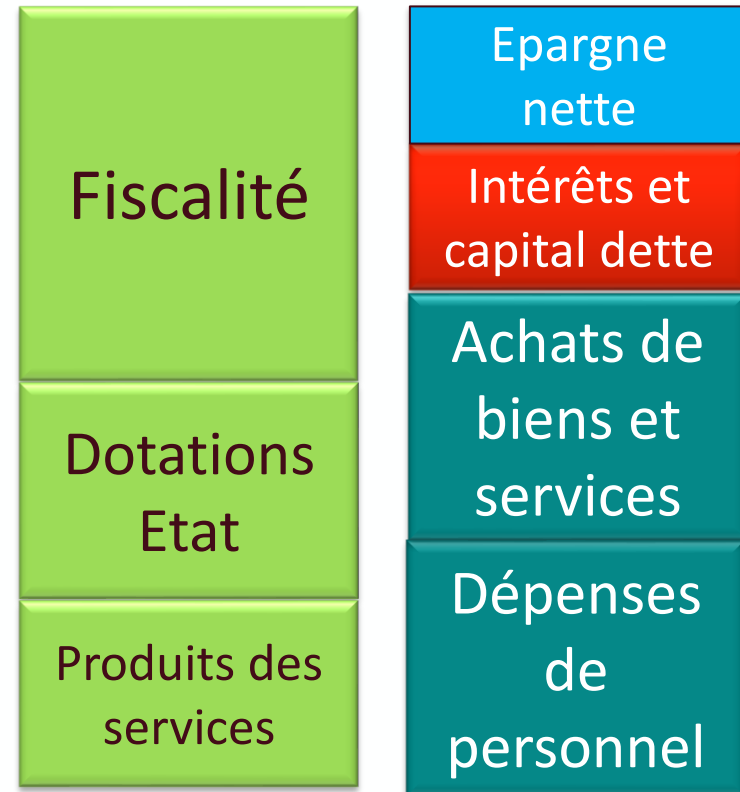 Fiscalité
Dotations
Etat
Produits des
services
Epargne
nette
Intérêts et
capital dette
Achats de
biens et
services
Dépenses
de
personnel